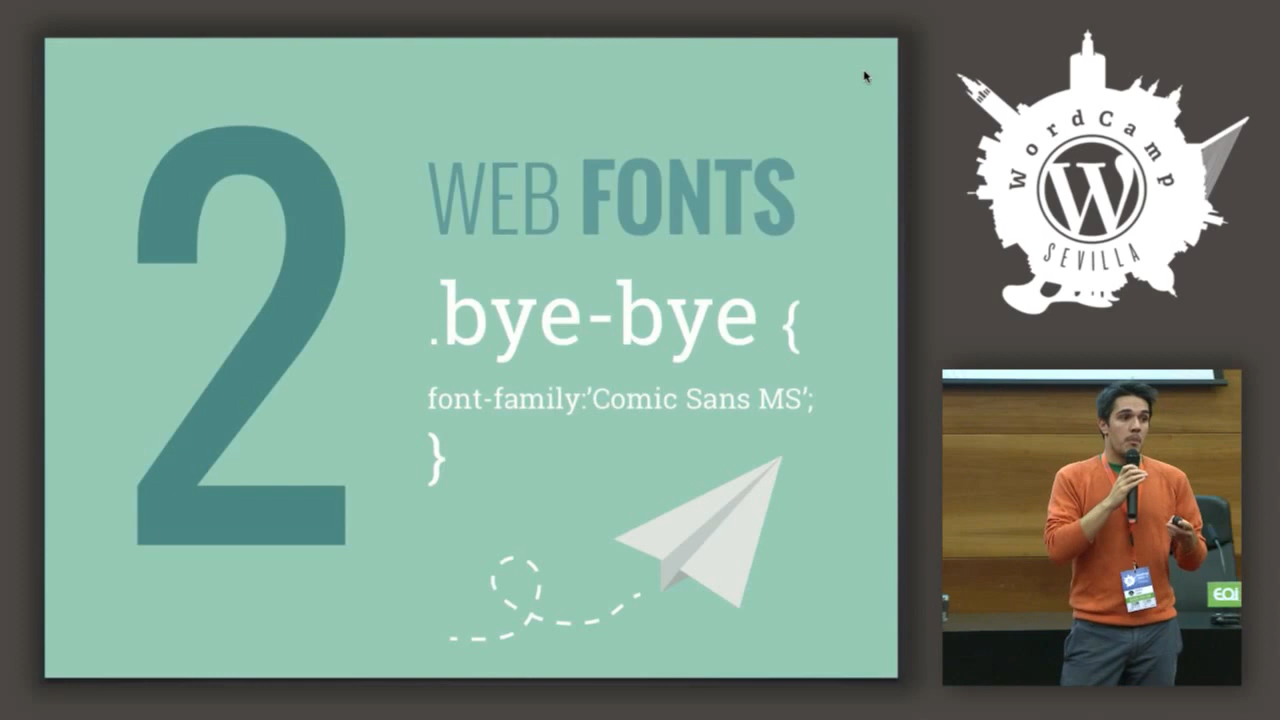 2
WEB FONTS
.bye-bye {
font-family:’Comic Sans MS’;
}
WordCamp
W
SEVILLA
EOI